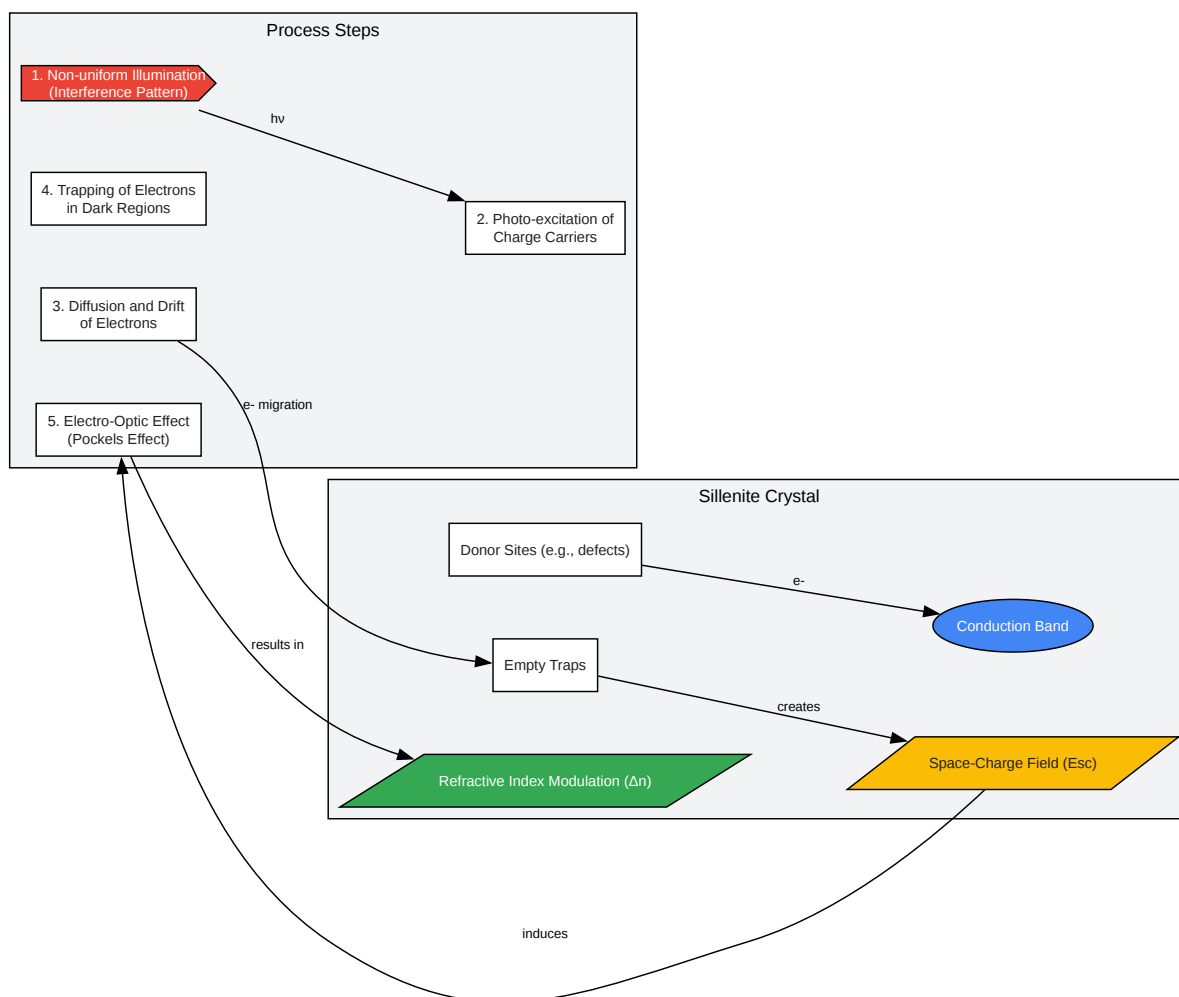 Process Steps
1. Non-uniform Illumination
(Interference Pattern)
hν
4. Trapping of Electrons
in Dark Regions
2. Photo-excitation of
Charge Carriers
3. Diffusion and Drift
of Electrons
e- migration
5. Electro-Optic Effect
(Pockels Effect)
Sillenite Crystal
Donor Sites (e.g., defects)
e-
Conduction Band
results in
Empty Traps
creates
Refractive Index Modulation (Δn)
Space-Charge Field (Esc)
induces